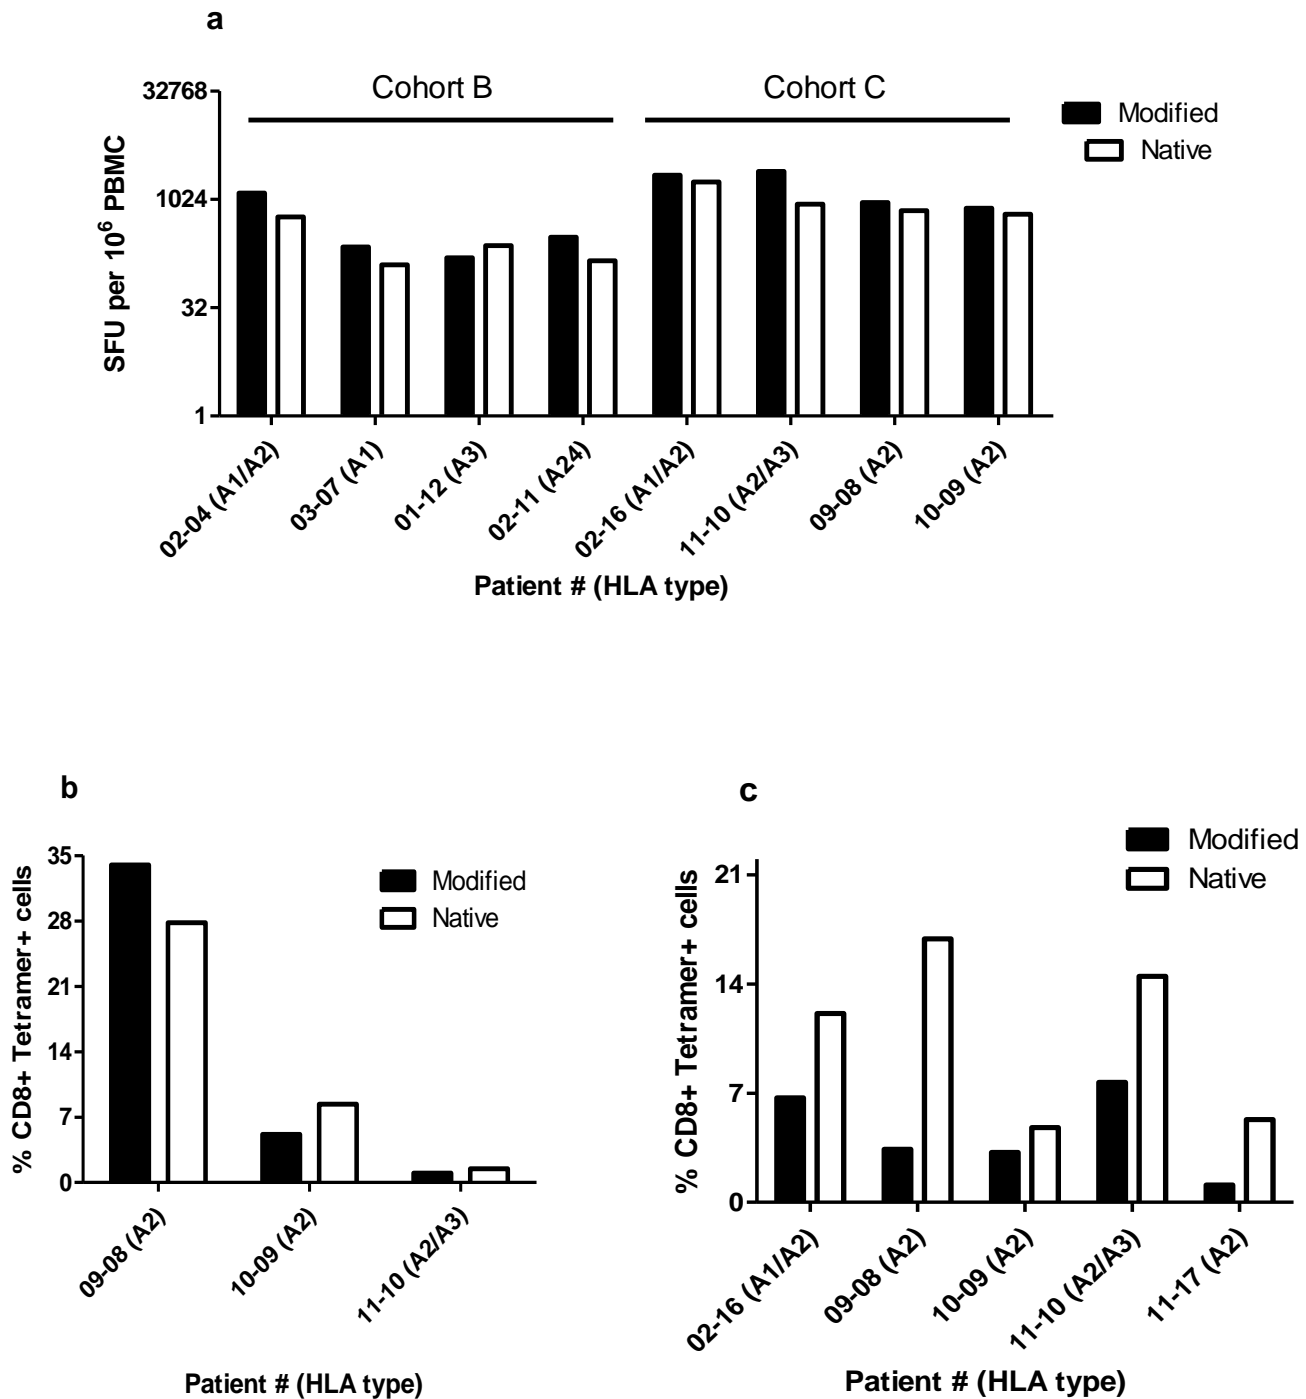 a
Cohort B
Cohort C
Modified
Native
32768
1024
32
1
SFU per 10⁶ PBMC
02-04 (A1/A2)
03-07 (A1)
01-12 (A3)
02-11 (A24)
02-16 (A1/A2)
11-10 (A2/A3)
09-08 (A2)
10-09 (A2)
Patient # (HLA type)
b
Modified
Native
35
28
21
14
7
0
% CD8+ Tetramer+ cells
09-08 (A2)
10-09 (A2)
11-10 (A2/A3)
Patient # (HLA type)
c
Modified
Native
21
14
7
0
% CD8+ Tetramer+ cells
02-16 (A1/A2)
09-08 (A2)
10-09 (A2)
11-10 (A2/A3)
11-17 (A2)
Patient # (HLA type)